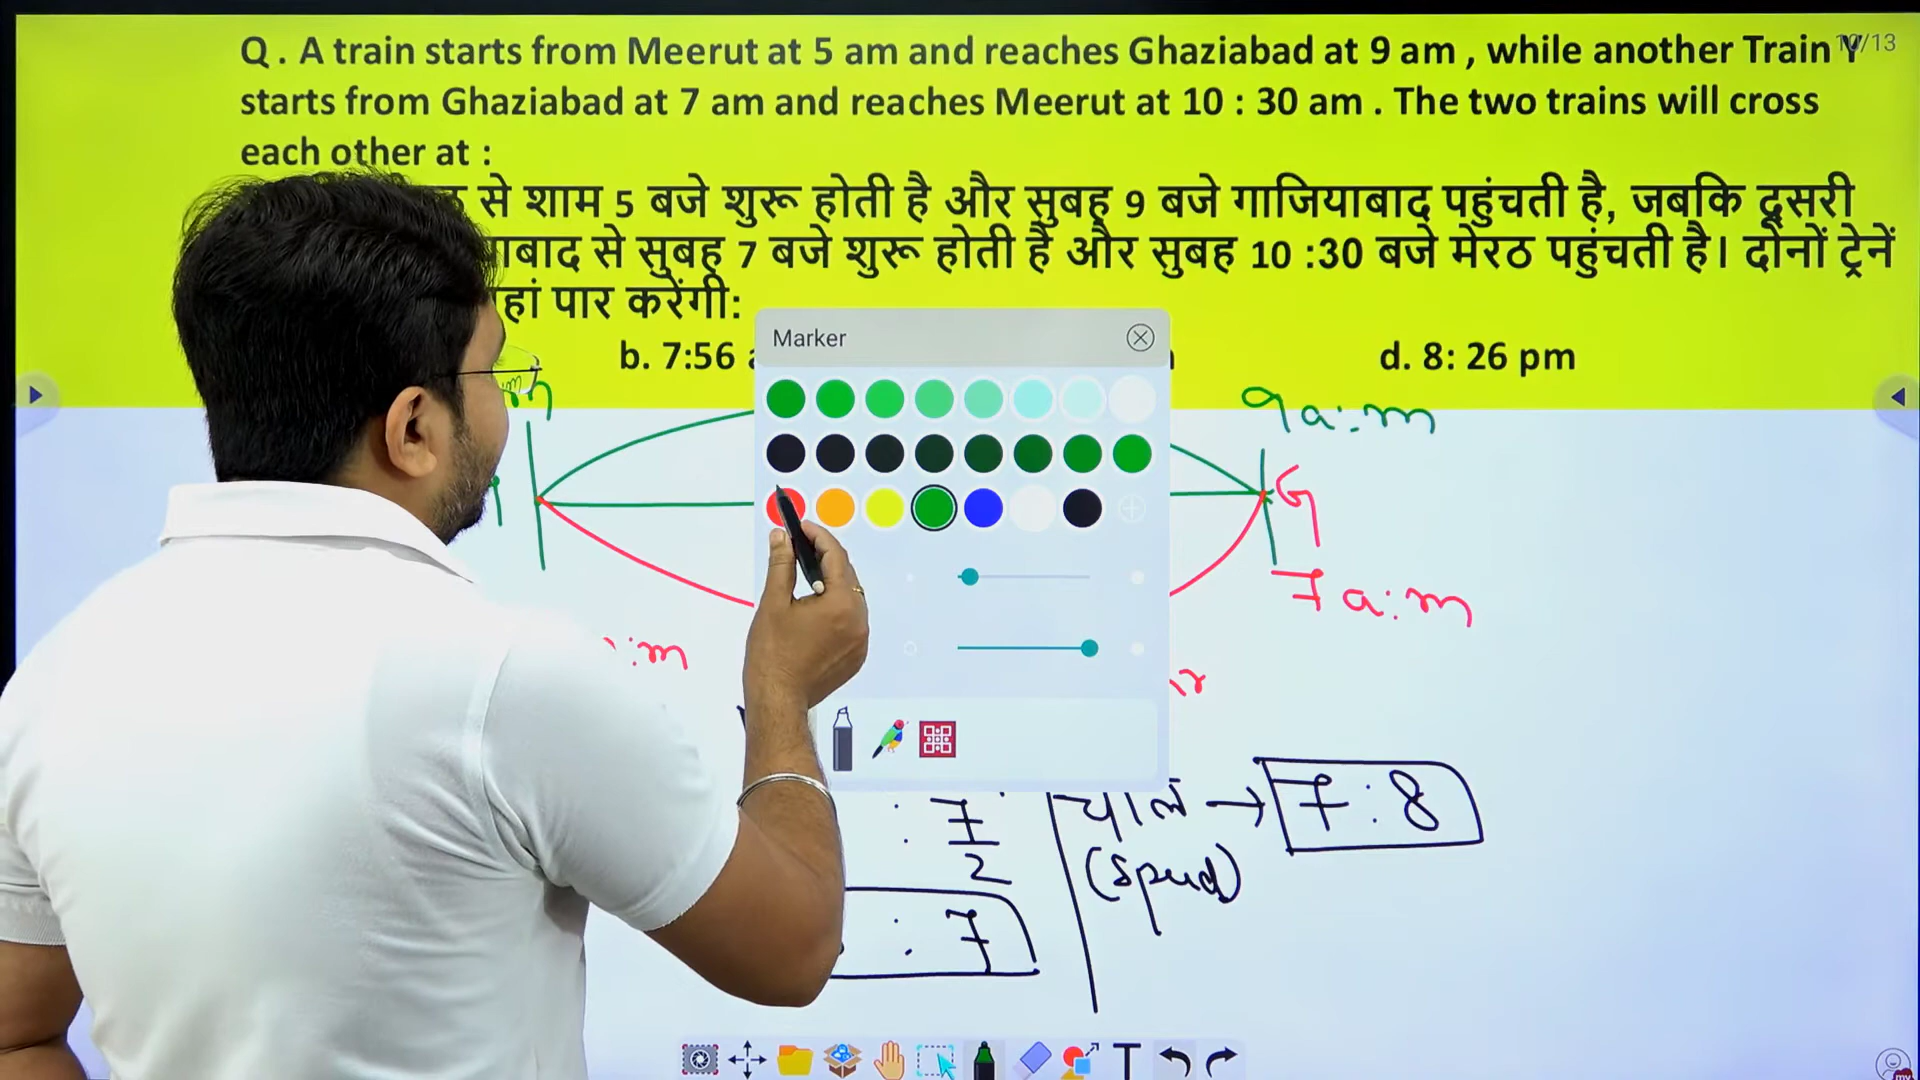 Q . A train starts from Meerut at 5 am and reaches Ghaziabad at 9 am , while another Train Y
10/13
starts from Ghaziabad at 7 am and reaches Meerut at 10 : 30 am . The two trains will cross
each other at :
से शाम 5 बजे शुरू होती है और सुबह 9 बजे गाजियाबाद पहुंचती है, जबकि दूसरी
ाबाद से सुबह 7 बजे शुरू होती है और सुबह 10 :30 बजे मेरठ पहुंचती है। दोनों ट्रेनें
हां पार करेंगी:
Marker
b. 7:56
d. 8: 26 pm
9 a:m
G
7 a:m
:m
hr
: 7/2
चाल → 7 : 8
(Speed)
: 7
T